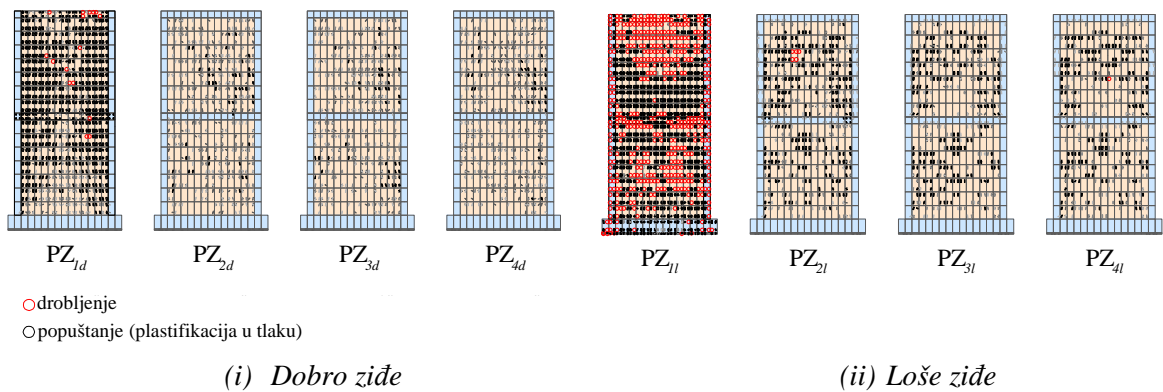 PZ1d PZ2d PZ3d PZ4d PZ1l PZ2l PZ3l PZ4l
drobljenje
popuštanje (plastifikacija u tlaku)
(i) Dobro ziđe (ii) Loše ziđe